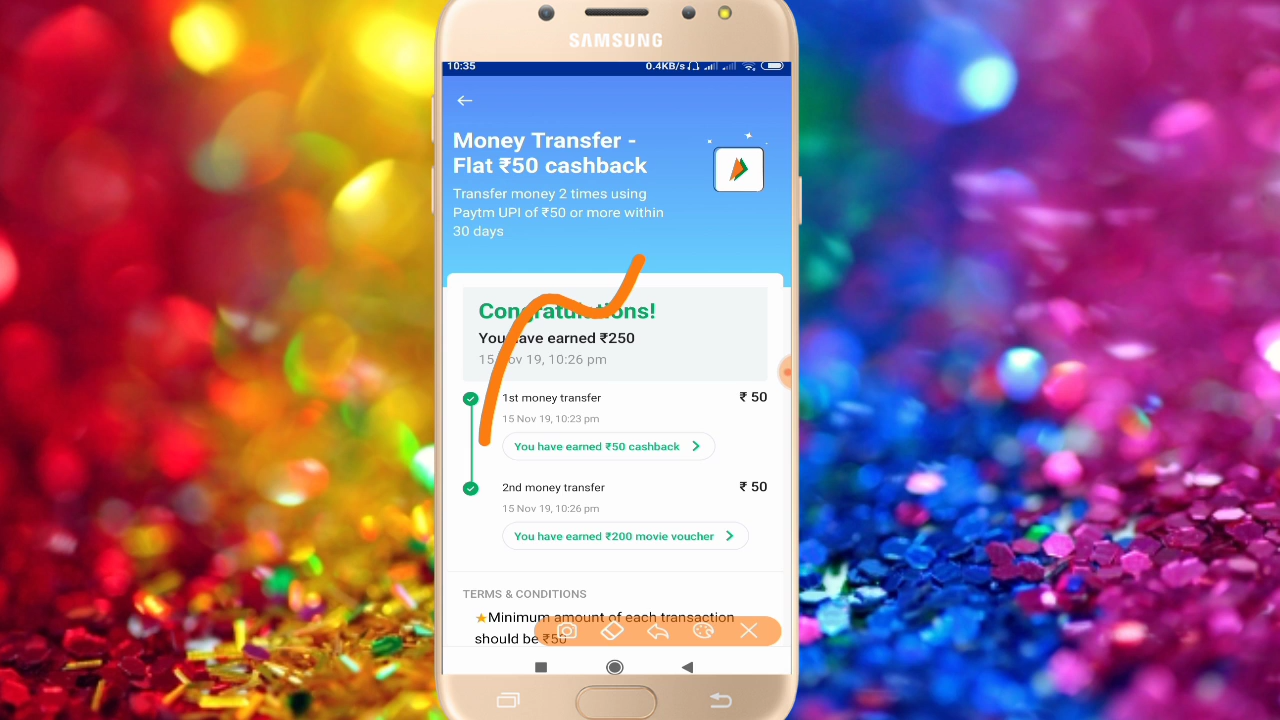 SAMSUNG
10:35 0.4KB/s
Money Transfer -
Flat ₹50 cashback
Transfer money 2 times using
Paytm UPI of ₹50 or more within
30 days
Congratulations!
You have earned ₹250
15 Nov 19, 10:26 pm
1st money transfer ₹ 50
15 Nov 19, 10:23 pm
You have earned ₹50 cashback
2nd money transfer ₹ 50
15 Nov 19, 10:26 pm
You have earned ₹200 movie voucher
TERMS & CONDITIONS
★Minimum amount of each transaction
should be ₹50